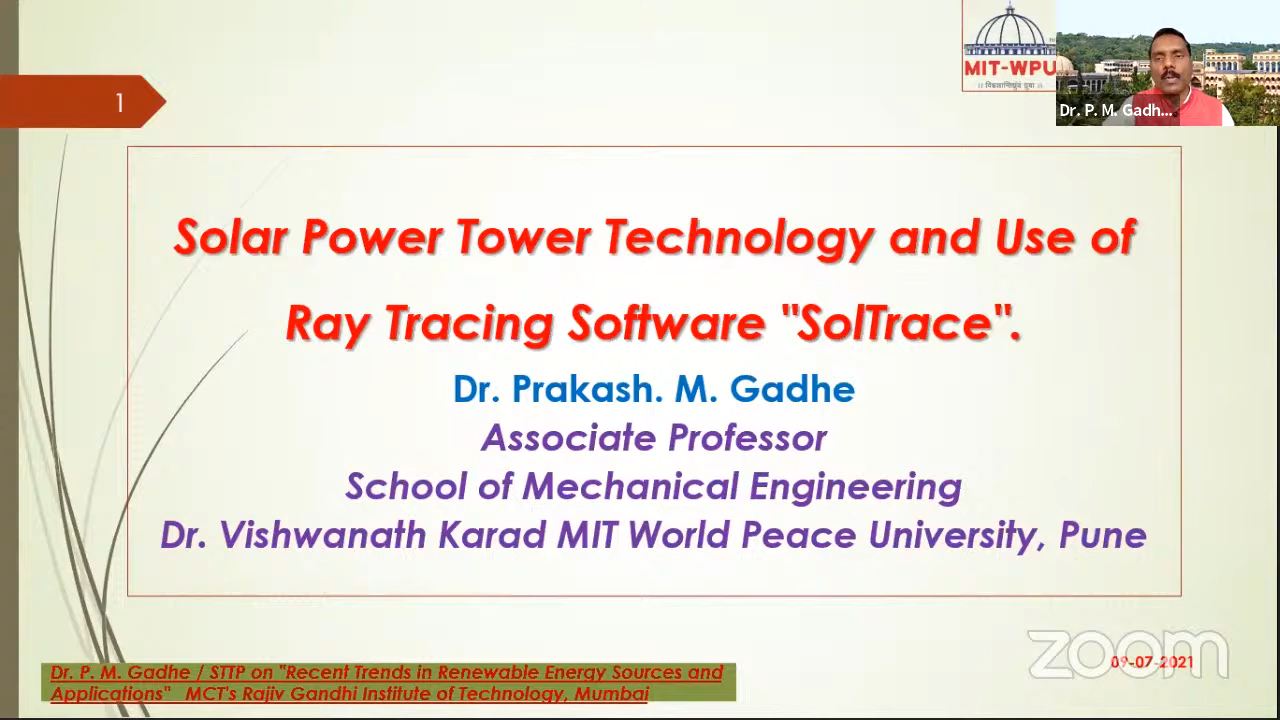 1
MIT-WPU
Dr. P. M. Gadh...
Solar Power Tower Technology and Use of
Ray Tracing Software "SolTrace".
Dr. Prakash. M. Gadhe
Associate Professor
School of Mechanical Engineering
Dr. Vishwanath Karad MIT World Peace University, Pune
zoom
09-07-2021
Dr. P. M. Gadhe / STTP on "Recent Trends in Renewable Energy Sources and
Applications" MCT's Rajiv Gandhi Institute of Technology, Mumbai